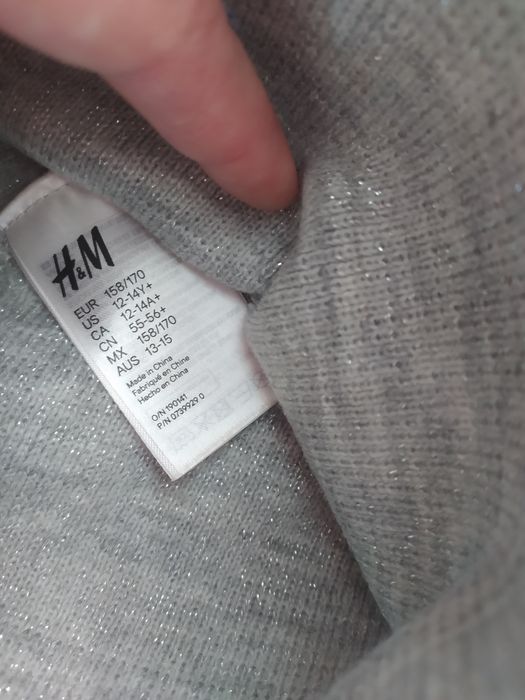 H&M
EUR 158/170
US 12-14Y+
CA 12-14A+
CN 55-56+
MX 158/170
AUS 13-15
Made in China
Fabriqué en Chine
Hecho en China
O/N 190141
P/N 0739929.0